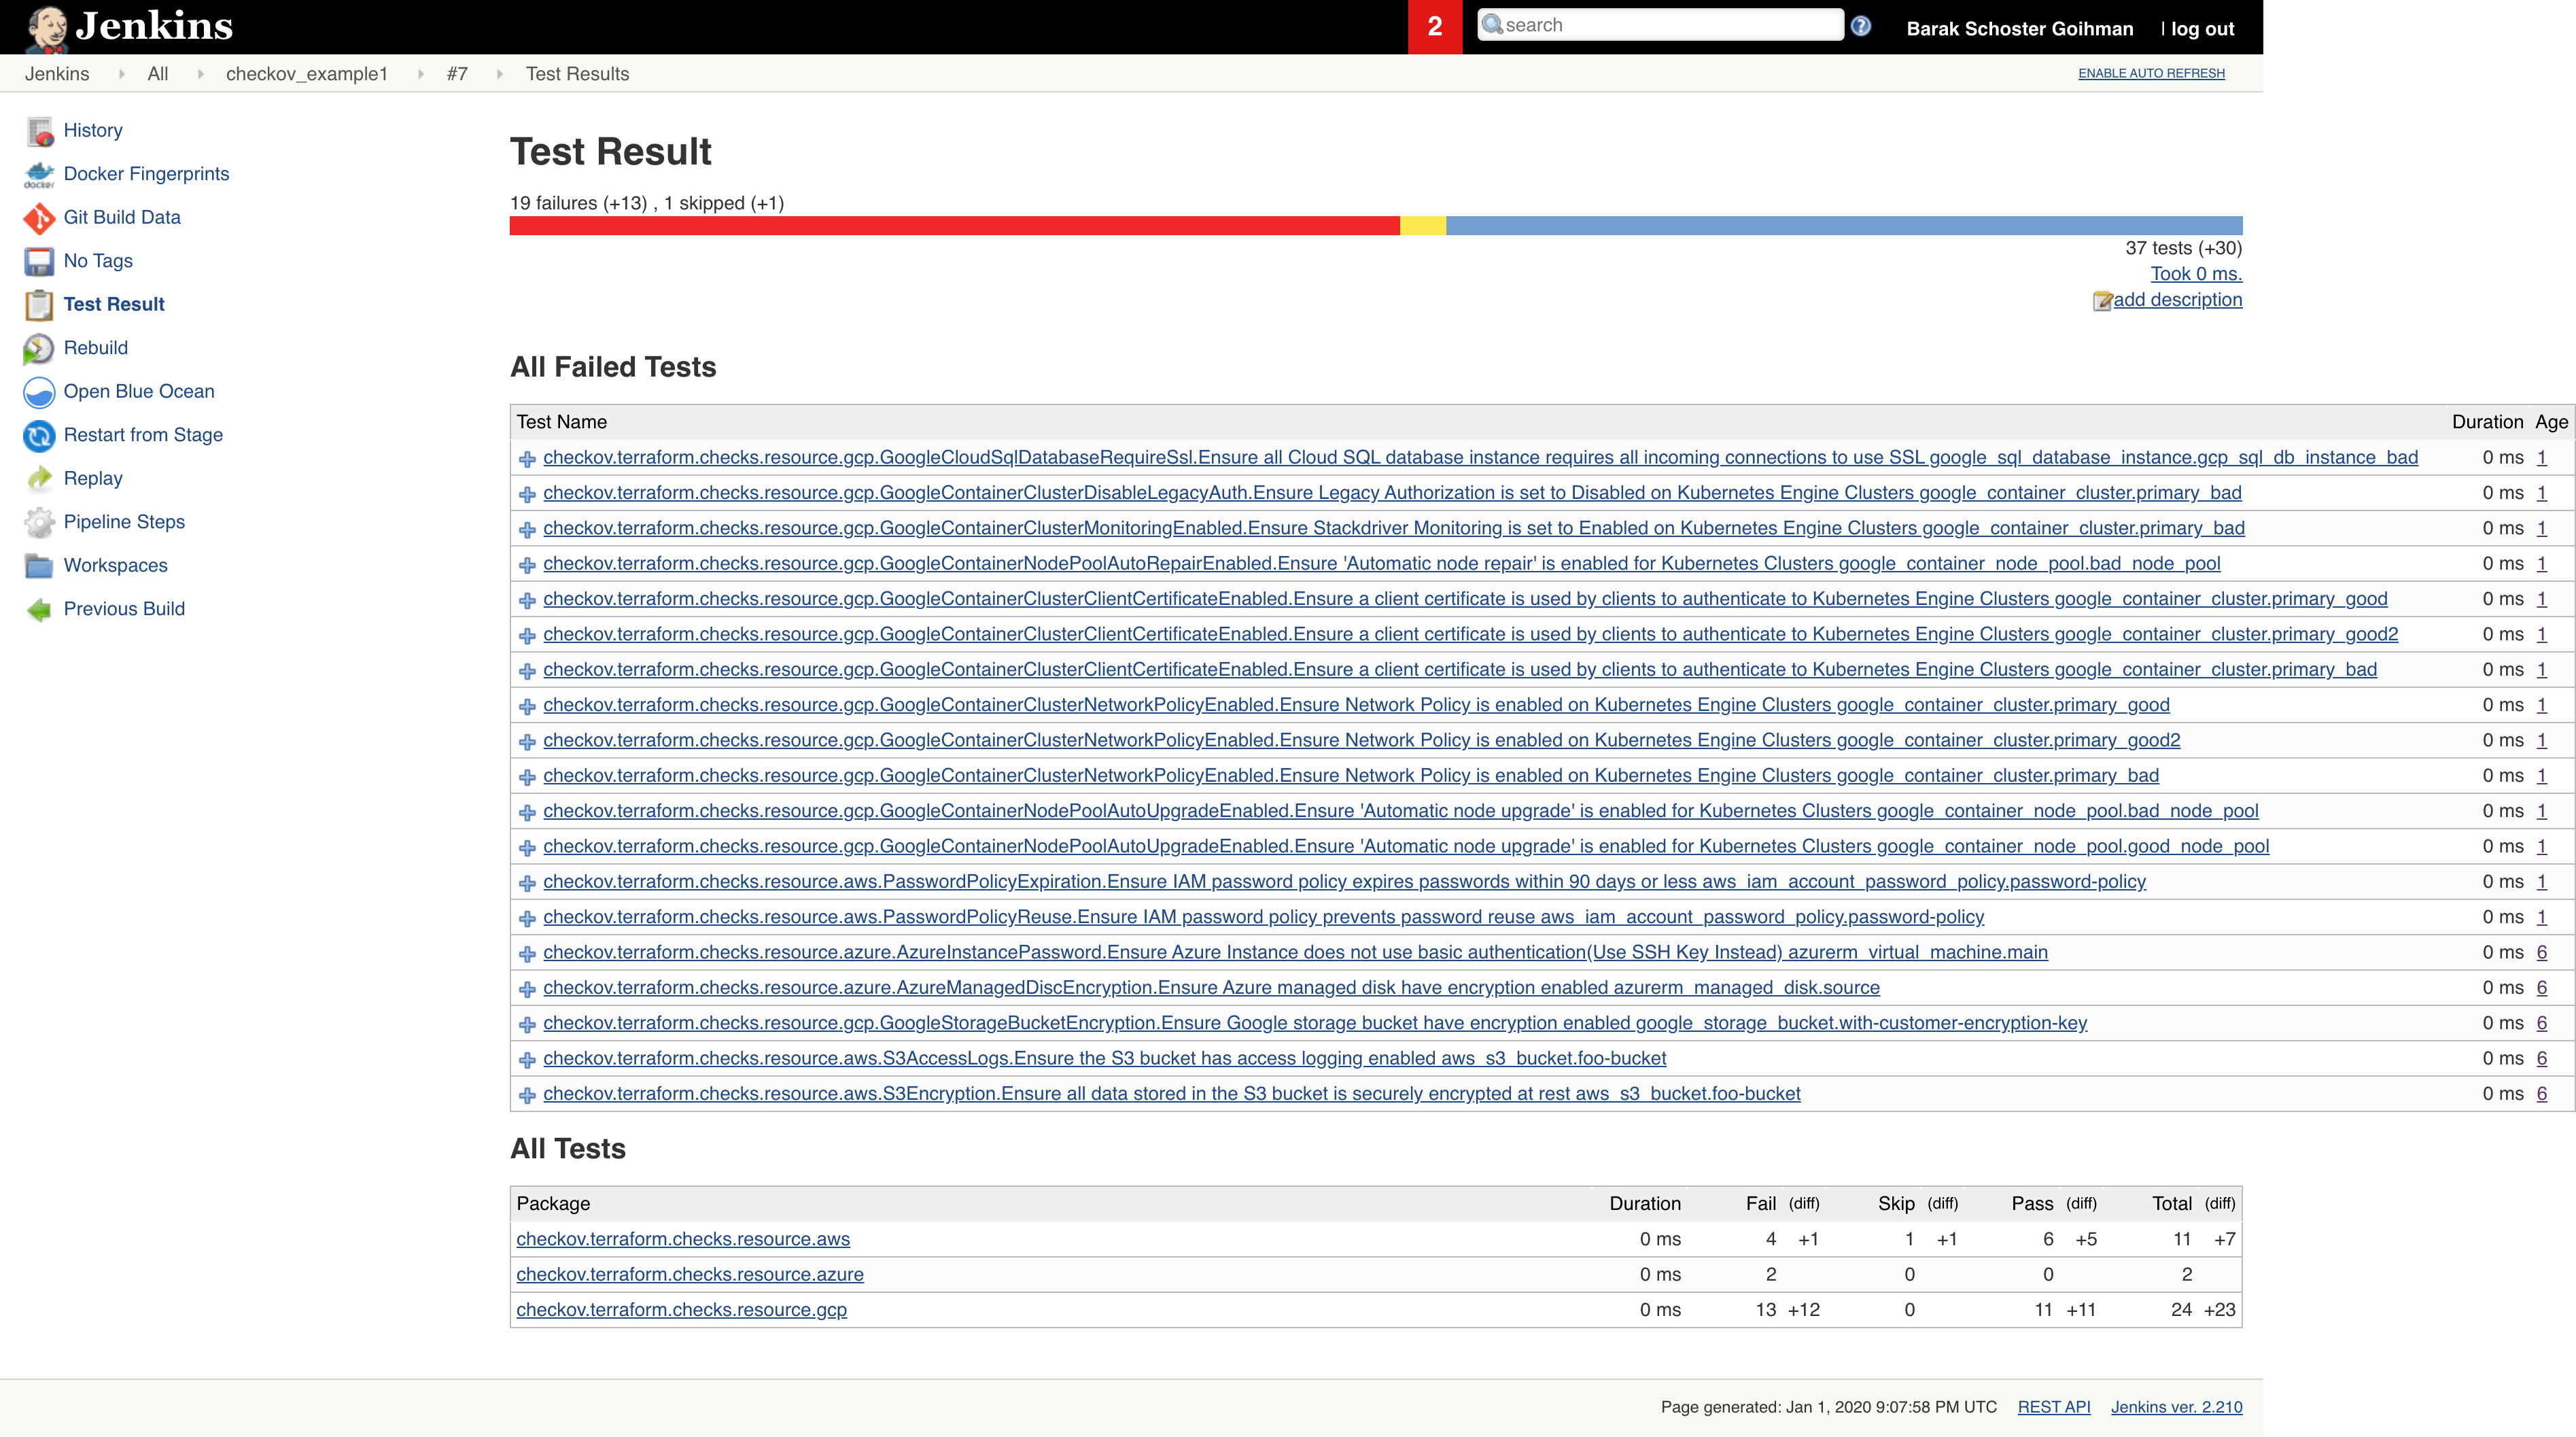 Jenkins
2
search
Barak Schoster Goihman | log out
Jenkins All checkov_example1 #7 Test Results
ENABLE AUTO REFRESH
History
docker
Docker Fingerprints
Git Build Data
No Tags
Test Result
Rebuild
Open Blue Ocean
Restart from Stage
Replay
Pipeline Steps
Workspaces
Previous Build
Test Result
19 failures (+13) , 1 skipped (+1)
37 tests (+30)
Took 0 ms.
add description
All Failed Tests
Test Name Duration Age
checkov.terraform.checks.resource.gcp.GoogleCloudSqlDatabaseRequireSsl.Ensure all Cloud SQL database instance requires all incoming connections to use SSL google_sql_database_instance.gcp_sql_db_instance_bad 0 ms 1
checkov.terraform.checks.resource.gcp.GoogleContainerClusterDisableLegacyAuth.Ensure Legacy Authorization is set to Disabled on Kubernetes Engine Clusters google_container_cluster.primary_bad 0 ms 1
checkov.terraform.checks.resource.gcp.GoogleContainerClusterMonitoringEnabled.Ensure Stackdriver Monitoring is set to Enabled on Kubernetes Engine Clusters google_container_cluster.primary_bad 0 ms 1
checkov.terraform.checks.resource.gcp.GoogleContainerNodePoolAutoRepairEnabled.Ensure 'Automatic node repair' is enabled for Kubernetes Clusters google_container_node_pool.bad_node_pool 0 ms 1
checkov.terraform.checks.resource.gcp.GoogleContainerClusterClientCertificateEnabled.Ensure a client certificate is used by clients to authenticate to Kubernetes Engine Clusters google_container_cluster.primary_good 0 ms 1
checkov.terraform.checks.resource.gcp.GoogleContainerClusterClientCertificateEnabled.Ensure a client certificate is used by clients to authenticate to Kubernetes Engine Clusters google_container_cluster.primary_good2 0 ms 1
checkov.terraform.checks.resource.gcp.GoogleContainerClusterClientCertificateEnabled.Ensure a client certificate is used by clients to authenticate to Kubernetes Engine Clusters google_container_cluster.primary_bad 0 ms 1
checkov.terraform.checks.resource.gcp.GoogleContainerClusterNetworkPolicyEnabled.Ensure Network Policy is enabled on Kubernetes Engine Clusters google_container_cluster.primary_good 0 ms 1
checkov.terraform.checks.resource.gcp.GoogleContainerClusterNetworkPolicyEnabled.Ensure Network Policy is enabled on Kubernetes Engine Clusters google_container_cluster.primary_good2 0 ms 1
checkov.terraform.checks.resource.gcp.GoogleContainerClusterNetworkPolicyEnabled.Ensure Network Policy is enabled on Kubernetes Engine Clusters google_container_cluster.primary_bad 0 ms 1
checkov.terraform.checks.resource.gcp.GoogleContainerNodePoolAutoUpgradeEnabled.Ensure 'Automatic node upgrade' is enabled for Kubernetes Clusters google_container_node_pool.bad_node_pool 0 ms 1
checkov.terraform.checks.resource.gcp.GoogleContainerNodePoolAutoUpgradeEnabled.Ensure 'Automatic node upgrade' is enabled for Kubernetes Clusters google_container_node_pool.good_node_pool 0 ms 1
checkov.terraform.checks.resource.aws.PasswordPolicyExpiration.Ensure IAM password policy expires passwords within 90 days or less aws_iam_account_password_policy.password-policy 0 ms 1
checkov.terraform.checks.resource.aws.PasswordPolicyReuse.Ensure IAM password policy prevents password reuse aws_iam_account_password_policy.password-policy 0 ms 1
checkov.terraform.checks.resource.azure.AzureInstancePassword.Ensure Azure Instance does not use basic authentication(Use SSH Key Instead) azurerm_virtual_machine.main 0 ms 6
checkov.terraform.checks.resource.azure.AzureManagedDiscEncryption.Ensure Azure managed disk have encryption enabled azurerm_managed_disk.source 0 ms 6
checkov.terraform.checks.resource.gcp.GoogleStorageBucketEncryption.Ensure Google storage bucket have encryption enabled google_storage_bucket.with-customer-encryption-key 0 ms 6
checkov.terraform.checks.resource.aws.S3AccessLogs.Ensure the S3 bucket has access logging enabled aws_s3_bucket.foo-bucket 0 ms 6
checkov.terraform.checks.resource.aws.S3Encryption.Ensure all data stored in the S3 bucket is securely encrypted at rest aws_s3_bucket.foo-bucket 0 ms 6
All Tests
Package Duration Fail (diff) Skip (diff) Pass (diff) Total (diff)
checkov.terraform.checks.resource.aws 0 ms 4 +1 1 +1 6 +5 11 +7
checkov.terraform.checks.resource.azure 0 ms 2 0 0 2
checkov.terraform.checks.resource.gcp 0 ms 13 +12 0 11 +11 24 +23
Page generated: Jan 1, 2020 9:07:58 PM UTC REST API Jenkins ver. 2.210